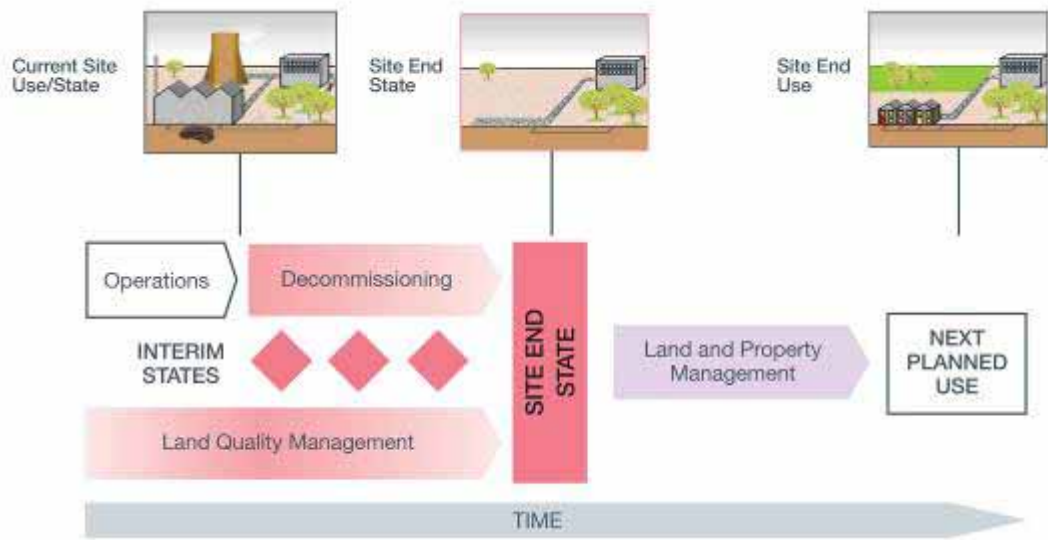 Current Site
Use/State
Site End
State
Site End
Use
Operations
Decommissioning
INTERIM
STATES
SITE END
STATE
Land and Property
Management
NEXT
PLANNED
USE
Land Quality Management
TIME